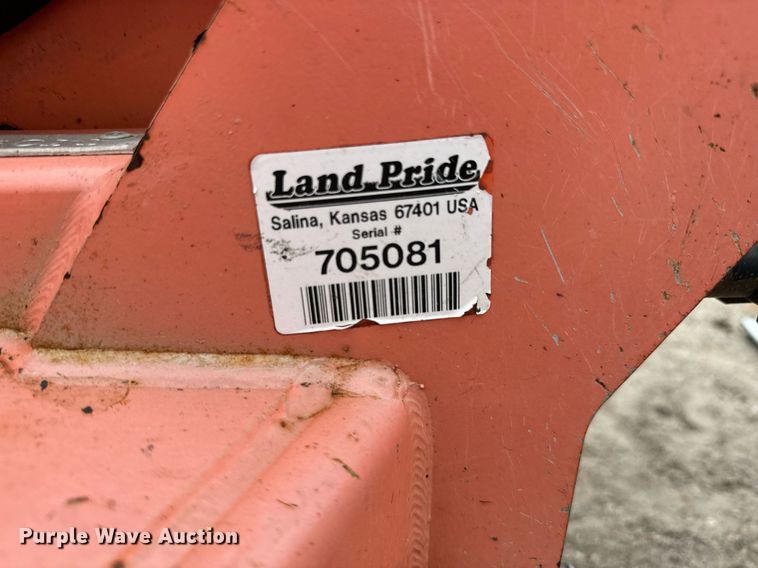 Land Pride
Salina, Kansas 67401 USA
Serial #
705081
Purple Wave Auction